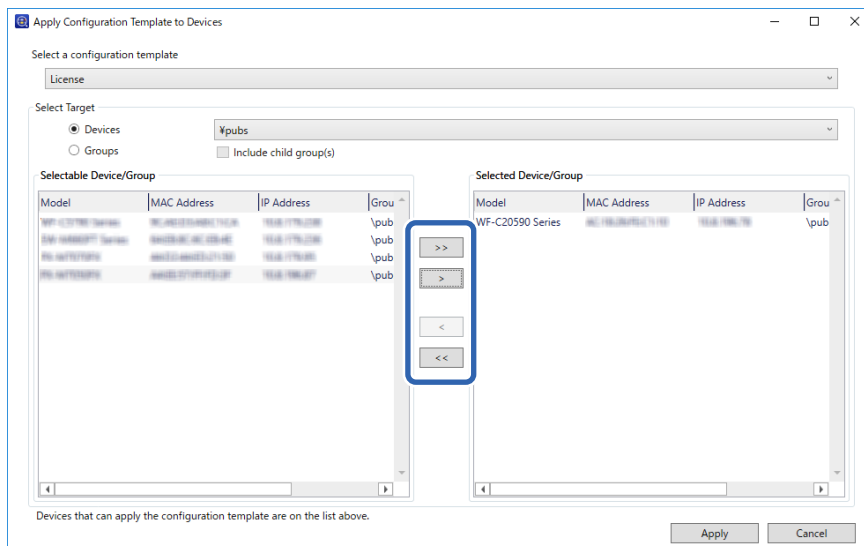 Apply Configuration Template to Devices
Select a configuration template
License
Select Target
Devices
¥pubs
Groups
Include child group(s)
Selectable Device/Group
Model MAC Address IP Address Grou
\pub
\pub
\pub
\pub
>>
>
<
<<
Selected Device/Group
Model MAC Address IP Address Grou
WF-C20590 Series \pub
Devices that can apply the configuration template are on the list above.
Apply Cancel